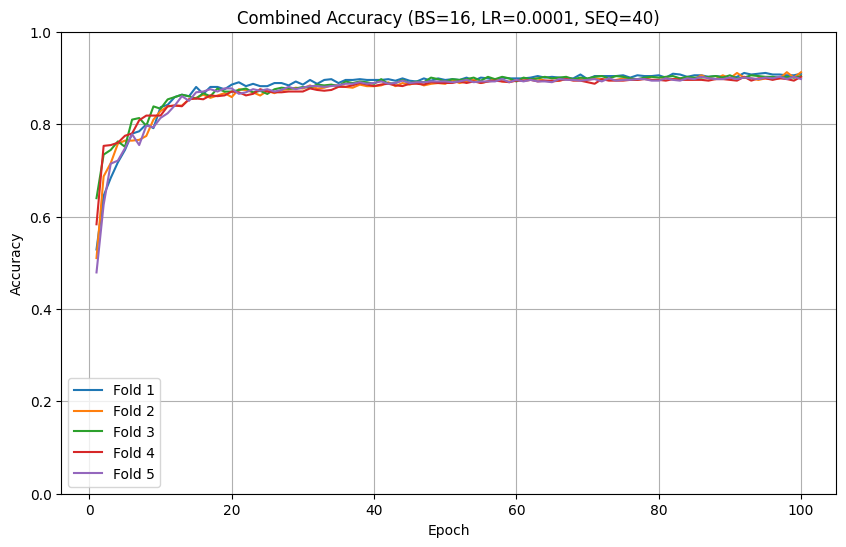 Combined Accuracy (BS=16, LR=0.0001, SEQ=40)
1.0
0.8
0.6
0.4
0.2
0.0
Accuracy
Fold 1
Fold 2
Fold 3
Fold 4
Fold 5
0 20 40 60 80 100
Epoch